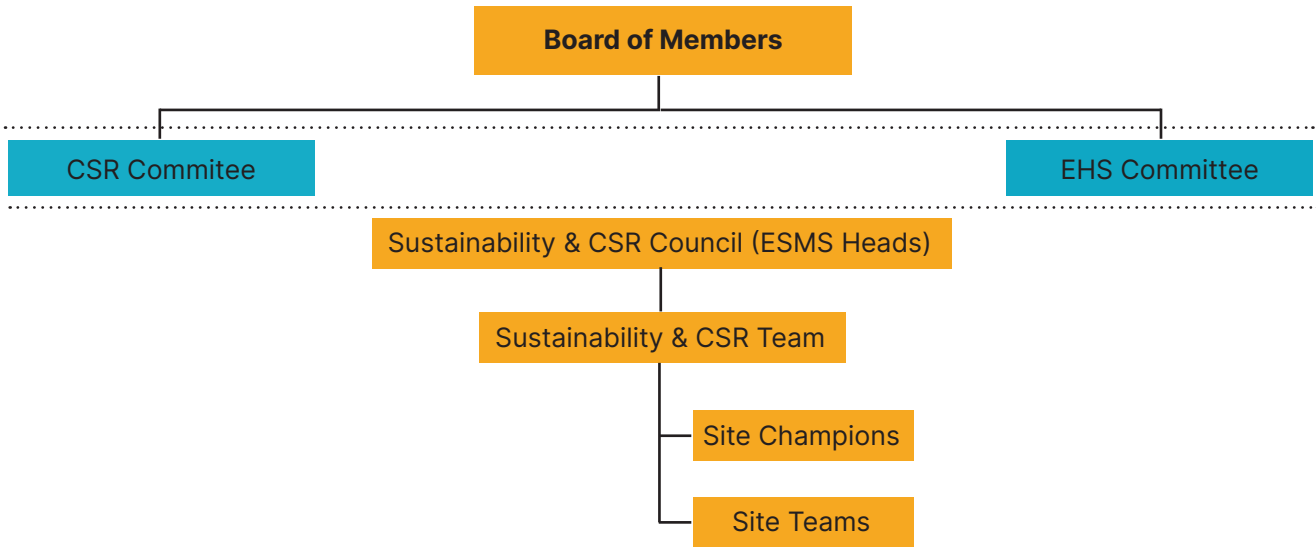 Board of Members
CSR Commitee
EHS Committee
Sustainability & CSR Council (ESMS Heads)
Sustainability & CSR Team
Site Champions
Site Teams